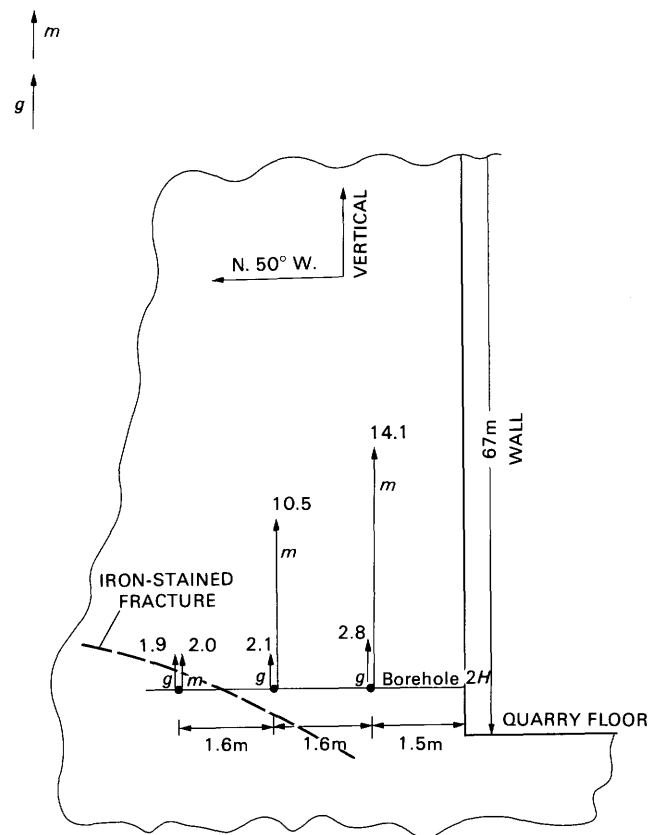 m
g
N. 50° W.
VERTICAL
67m
WALL
14.1
m
10.5
m
IRON-STAINED
FRACTURE
1.9
2.0
2.1
2.8
g
m
g
g
Borehole 2H
QUARRY FLOOR
1.6m
1.6m
1.5m